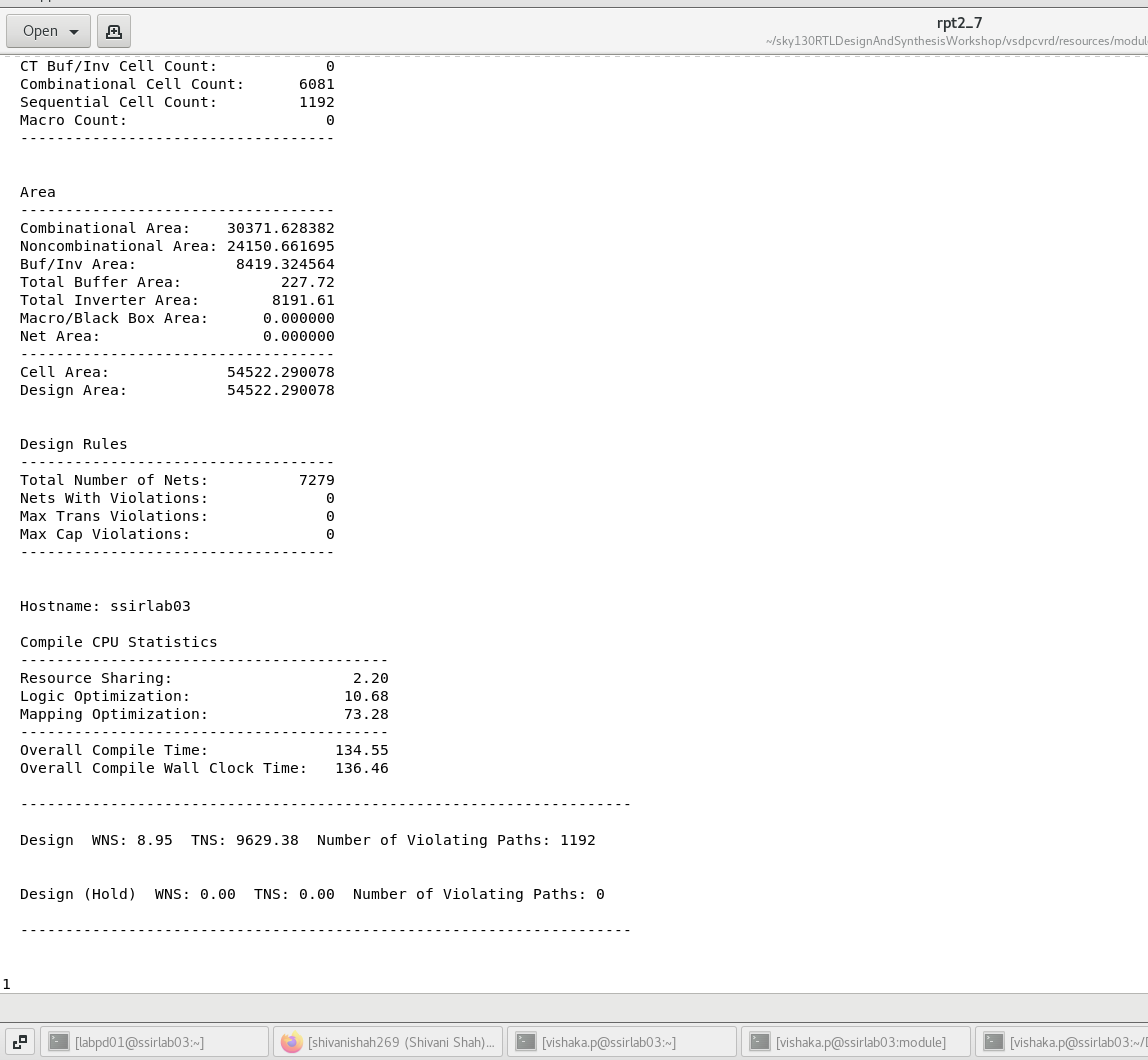 Open
rpt2_7
~/sky130RTLDesignAndSynthesisWorkshop/vsdpcvrd/resources/modul
CT Buf/Inv Cell Count: 0
Combinational Cell Count: 6081
Sequential Cell Count: 1192
Macro Count: 0
-----------------------------------
Area
-----------------------------------
Combinational Area: 30371.628382
Noncombinational Area: 24150.661695
Buf/Inv Area: 8419.324564
Total Buffer Area: 227.72
Total Inverter Area: 8191.61
Macro/Black Box Area: 0.000000
Net Area: 0.000000
-----------------------------------
Cell Area: 54522.290078
Design Area: 54522.290078
Design Rules
-----------------------------------
Total Number of Nets: 7279
Nets With Violations: 0
Max Trans Violations: 0
Max Cap Violations: 0
-----------------------------------
Hostname: ssirlab03
Compile CPU Statistics
-----------------------------------------
Resource Sharing: 2.20
Logic Optimization: 10.68
Mapping Optimization: 73.28
-----------------------------------------
Overall Compile Time: 134.55
Overall Compile Wall Clock Time: 136.46
--------------------------------------------------------------------
Design WNS: 8.95 TNS: 9629.38 Number of Violating Paths: 1192
Design (Hold) WNS: 0.00 TNS: 0.00 Number of Violating Paths: 0
--------------------------------------------------------------------
1
[labpd01@ssirlab03:~] [shivanishah269 (Shivani Shah)... [vishaka.p@ssirlab03:~] [vishaka.p@ssirlab03:module] [vishaka.p@ssirlab03:~/